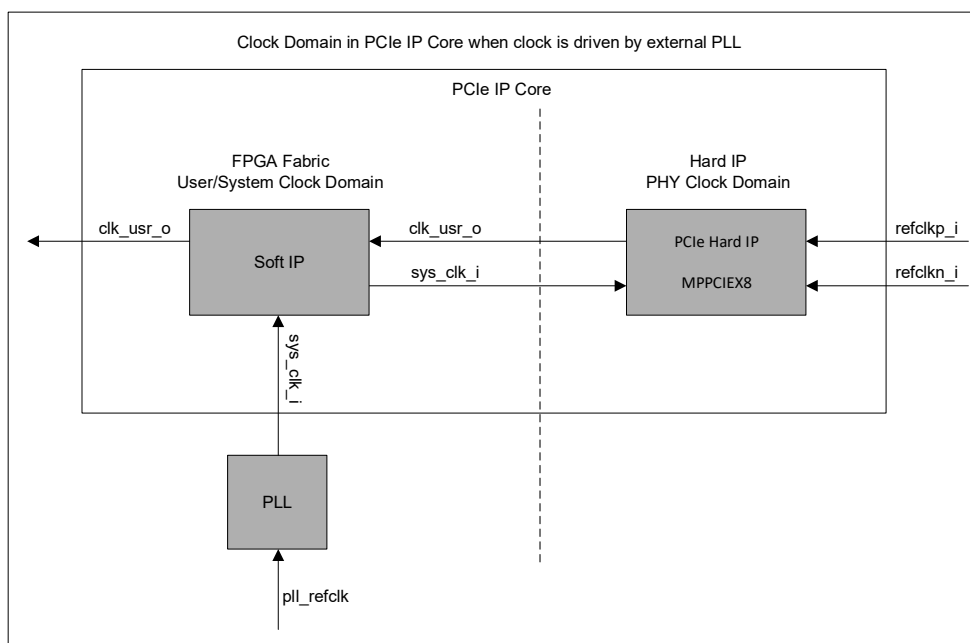 Clock Domain in PCIe IP Core when clock is driven by external PLL
PCIe IP Core
FPGA Fabric
User/System Clock Domain
Hard IP
PHY Clock Domain
clk_usr_o
Soft IP
clk_usr_o
sys_clk_i
PCIe Hard IP
MPPCIEX8
refclkp_i
refclkn_i
sys_clk_i
PLL
pll_refclk